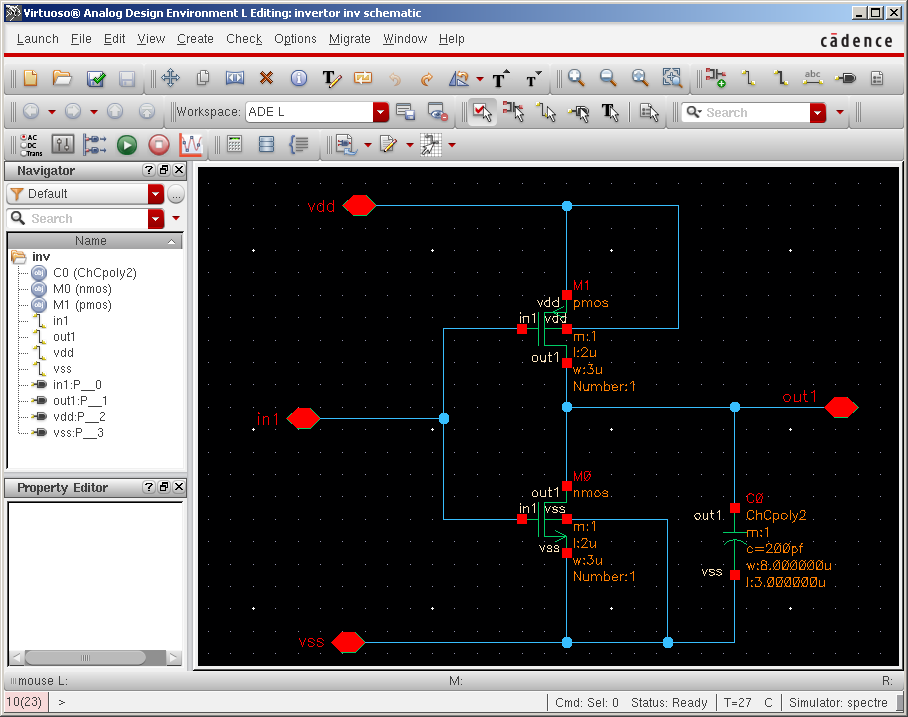 Virtuoso® Analog Design Environment L Editing: invertor inv schematic
Launch File Edit View Create Check Options Migrate Window Help
cādence
T T
abc
Workspace: ADE L
T
Search
AC
DC
Trans
Navigator
Default
...
Search
Name
inv
C0 (ChCpoly2)
M0 (nmos)
M1 (pmos)
in1
out1
vdd
vss
in1:P__0
out1:P__1
vdd:P__2
vss:P__3
Property Editor
vdd
M1
vdd pmos
in1 vdd
m:1
out1 l:2u
w:3u
Number:1
out1
in1
M0
out1 nmos
in1 vss
m:1
vss l:2u
w:3u
Number:1
C0
out1 ChCpoly2
m:1
c=200pf
vss w:8.000000u
l:3.000000u
vss
mouse L: M: R:
10(23) > Cmd: Sel: 0 Status: Ready T=27 C Simulator: spectre